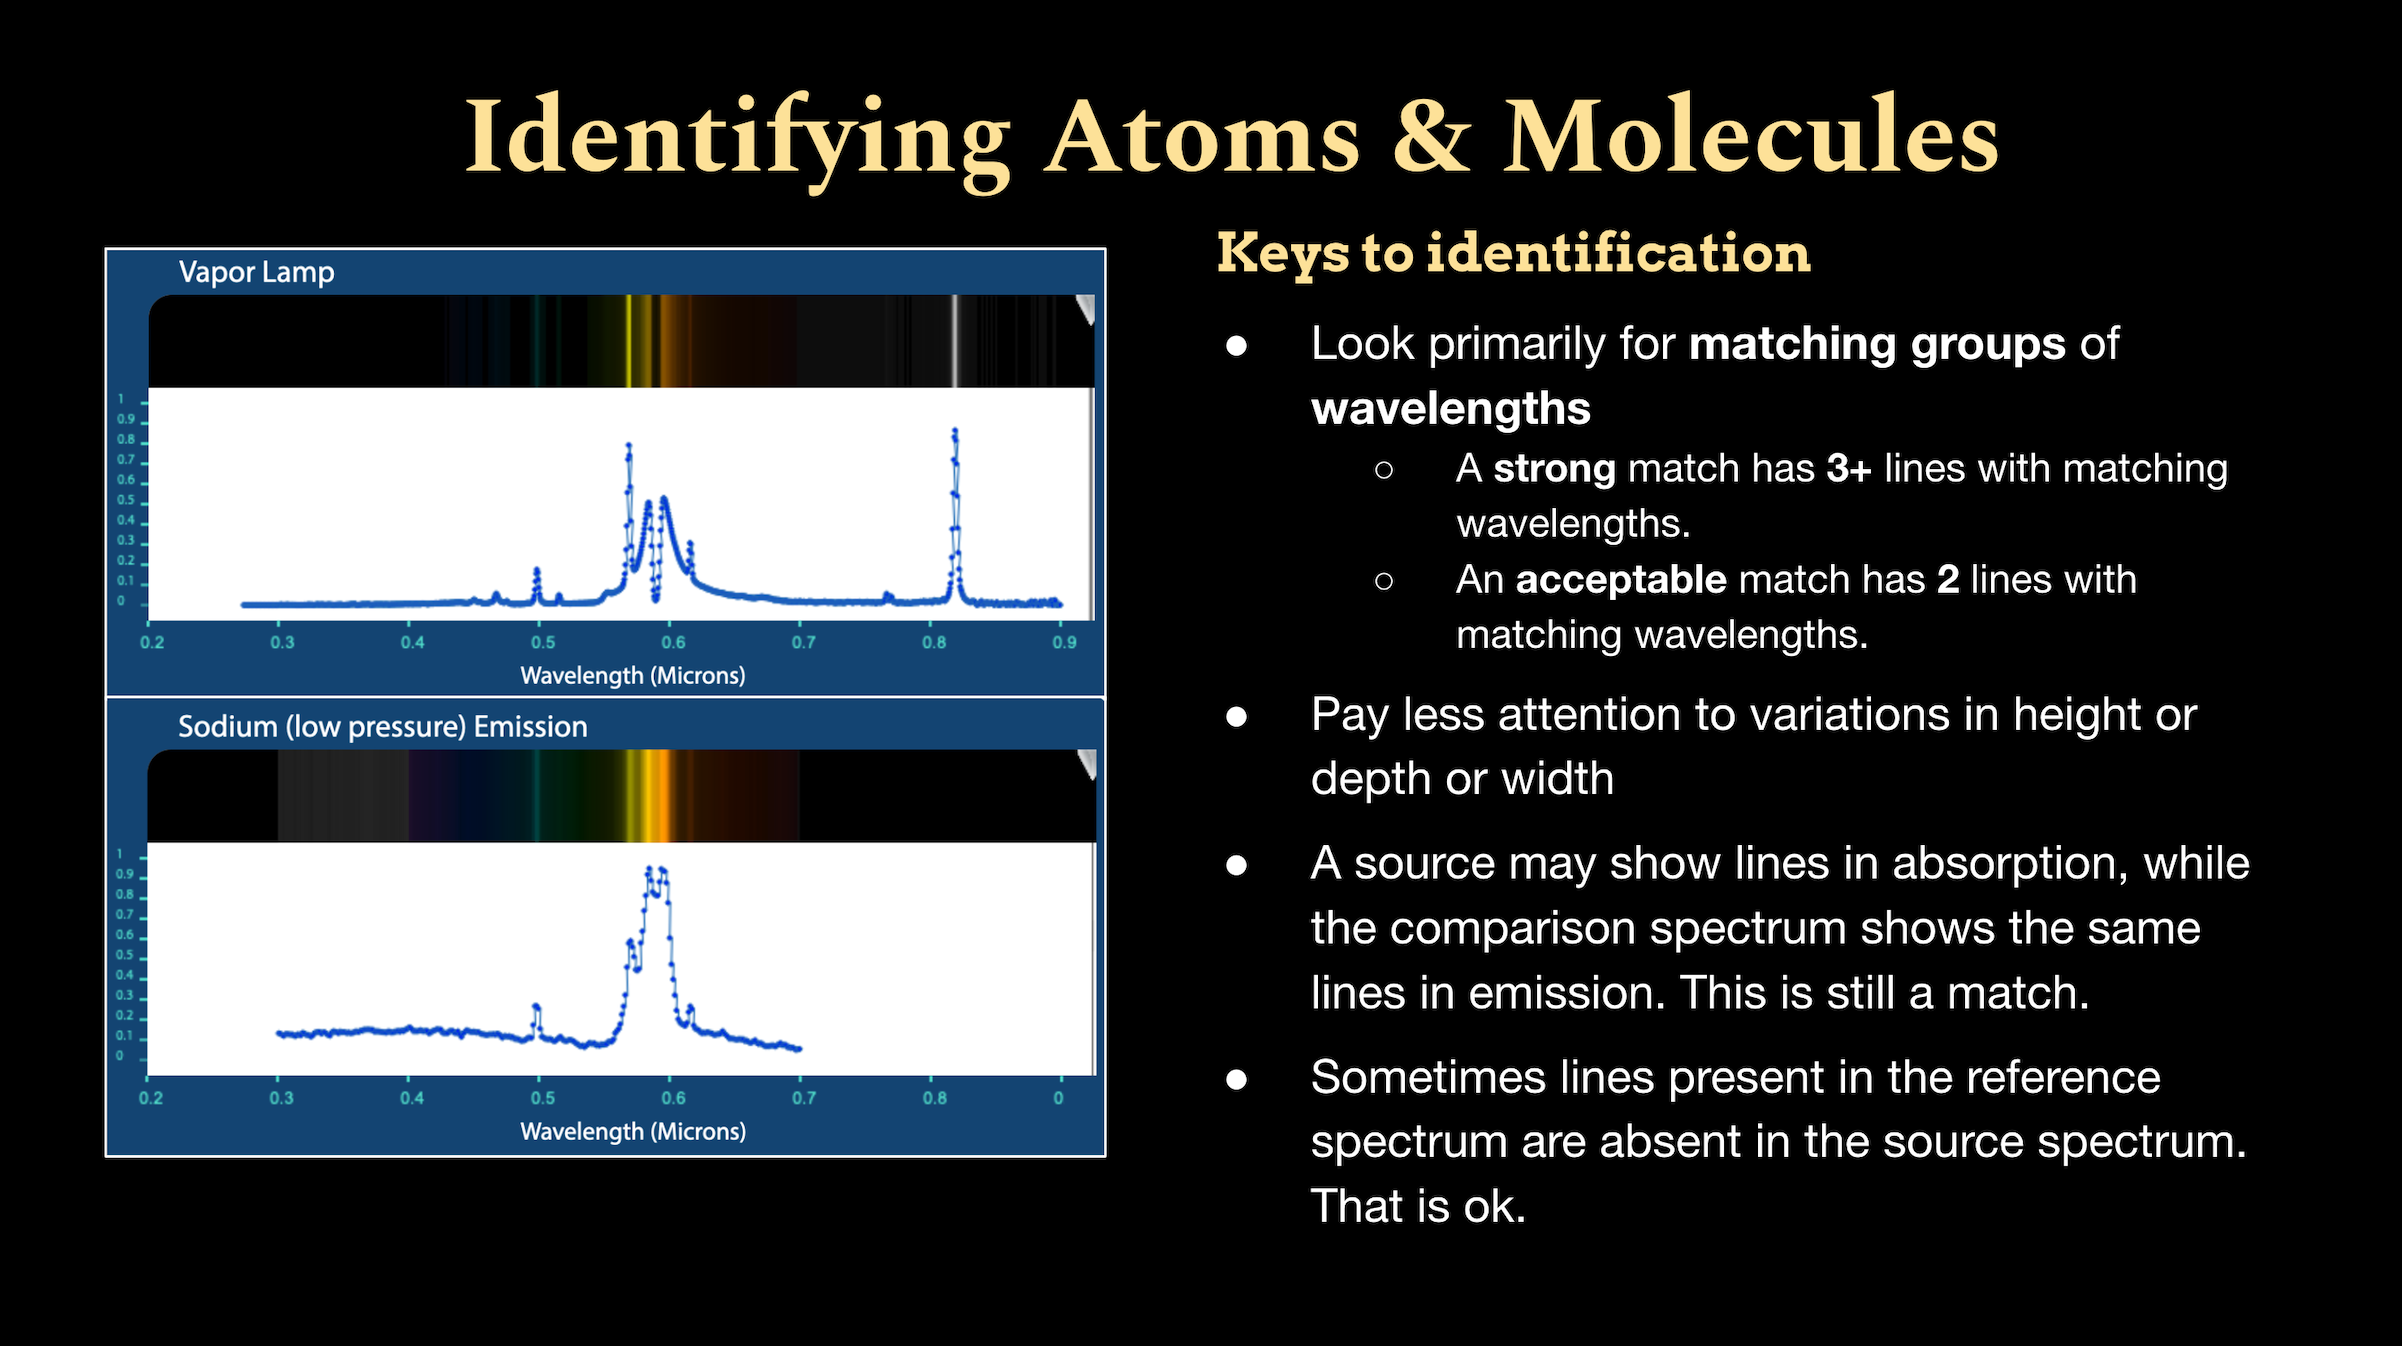 Identifying Atoms & Molecules
Vapor Lamp
1
0.9
0.8
0.7
0.6
0.5
0.4
0.3
0.2
0.1
0
0.2 0.3 0.4 0.5 0.6 0.7 0.8 0.9
Wavelength (Microns)
Sodium (low pressure) Emission
1
0.9
0.8
0.7
0.6
0.5
0.4
0.3
0.2
0.1
0
0.2 0.3 0.4 0.5 0.6 0.7 0.8 0
Wavelength (Microns)
Keys to identification
● Look primarily for matching groups of
wavelengths
○ A strong match has 3+ lines with matching
wavelengths.
○ An acceptable match has 2 lines with
matching wavelengths.
● Pay less attention to variations in height or
depth or width
● A source may show lines in absorption, while
the comparison spectrum shows the same
lines in emission. This is still a match.
● Sometimes lines present in the reference
spectrum are absent in the source spectrum.
That is ok.